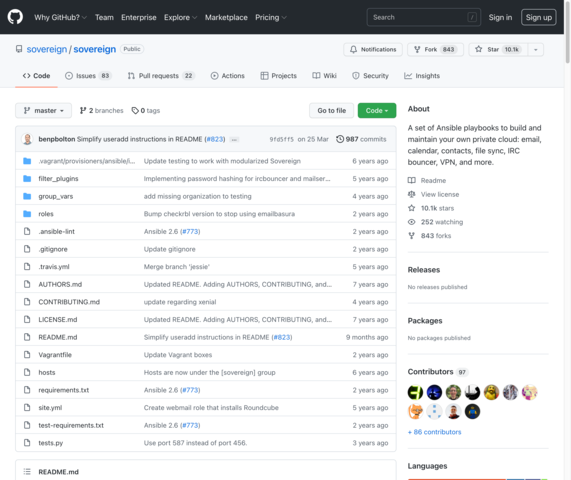 Why GitHub? Team Enterprise Explore Marketplace Pricing Search / Sign in Sign up
sovereign / sovereign Public Notifications Fork 843 Star 10.1k
Code Issues 83 Pull requests 22 Actions Projects Wiki Security Insights
master 2 branches 0 tags Go to file Code
benpbolton Simplify useradd instructions in README (#823) ... 9fd5ff5 on 25 Mar 987 commits
.vagrant/provisioners/ansible/i... Update testing to work with modularized Sovereign 6 years ago
filter_plugins Implementing password hashing for ircbouncer and mailser... 5 years ago
group_vars add missing organization to testing 4 years ago
roles Bump checkrbl version to stop using emailbasura 2 years ago
.ansible-lint Ansible 2.6 (#773) 2 years ago
.gitignore Update gitignore 2 years ago
.travis.yml Merge branch 'jessie' 5 years ago
AUTHORS.md Updated README. Adding AUTHORS, CONTRIBUTING, and... 7 years ago
CONTRIBUTING.md update regarding xenial 4 years ago
LICENSE.md Updated README. Adding AUTHORS, CONTRIBUTING, and... 7 years ago
README.md Simplify useradd instructions in README (#823) 9 months ago
Vagrantfile Update Vagrant boxes 2 years ago
hosts Hosts are now under the [sovereign] group 6 years ago
requirements.txt Ansible 2.6 (#773) 2 years ago
site.yml Create webmail role that installs Roundcube 5 years ago
test-requirements.txt Ansible 2.6 (#773) 2 years ago
tests.py Use port 587 instead of port 456. 3 years ago
README.md
About
A set of Ansible playbooks to build and
maintain your own private cloud: email,
calendar, contacts, file sync, IRC
bouncer, VPN, and more.
Readme
View license
10.1k stars
252 watching
843 forks
Releases
No releases published
Packages
No packages published
Contributors 97
+ 86 contributors
Languages